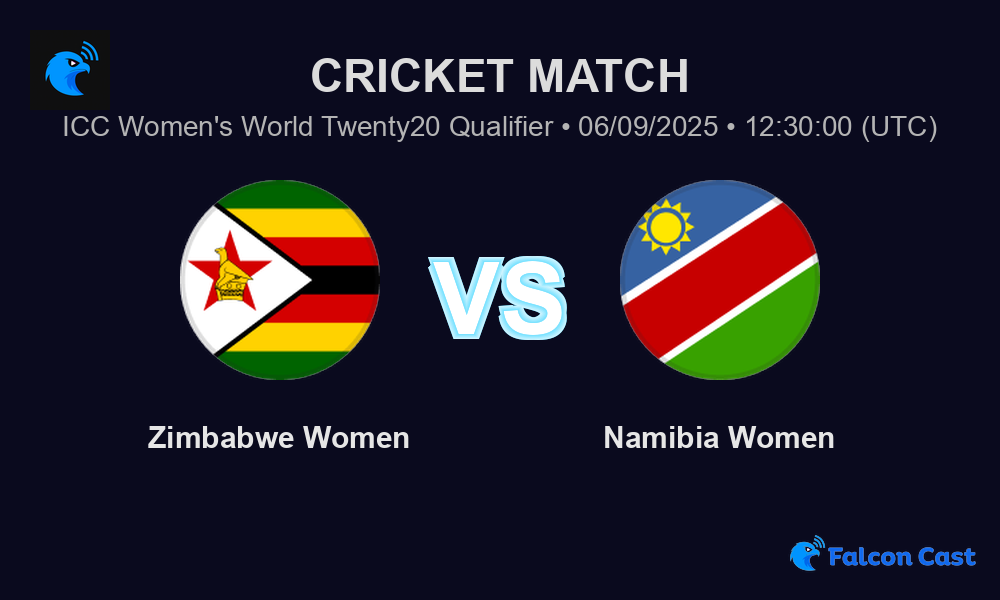 CRICKET MATCH
ICC Women's World Twenty20 Qualifier • 06/09/2025 • 12:30:00 (UTC)
VS
Zimbabwe Women
Namibia Women
Falcon Cast